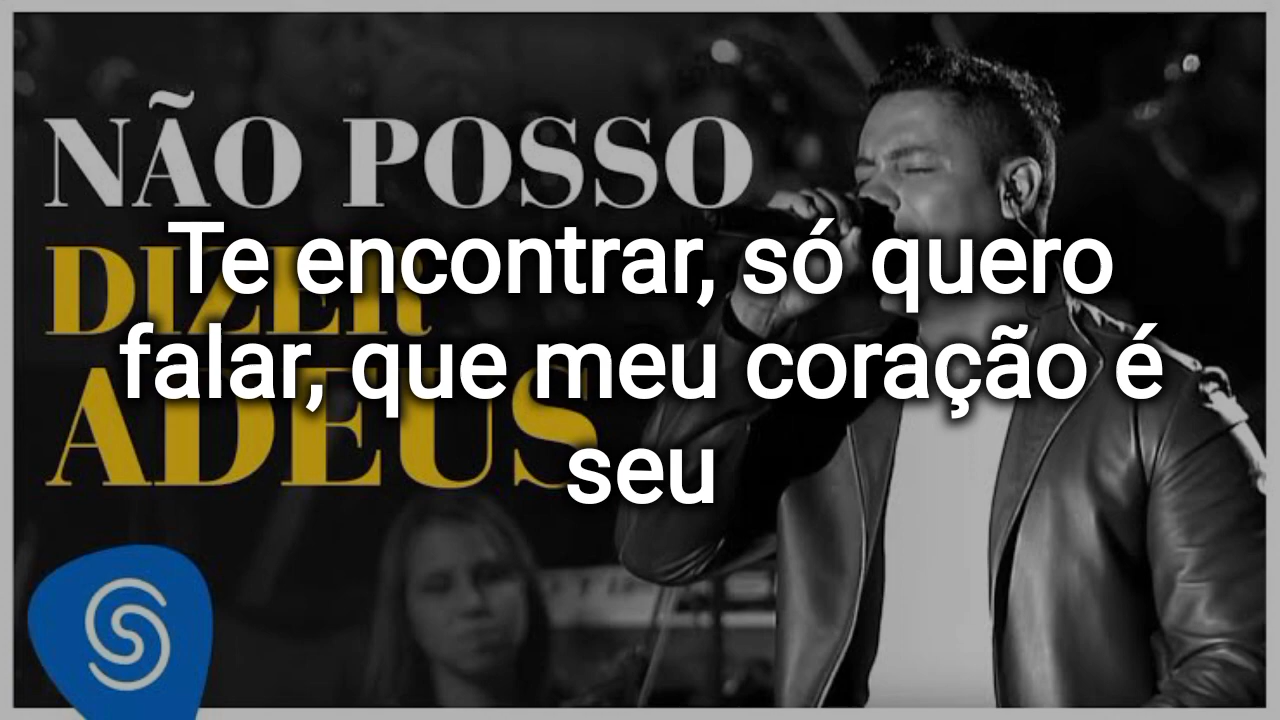 NÃO POSSO
DIZER
ADEUS
Te encontrar, só quero
falar, que meu coração é
seu